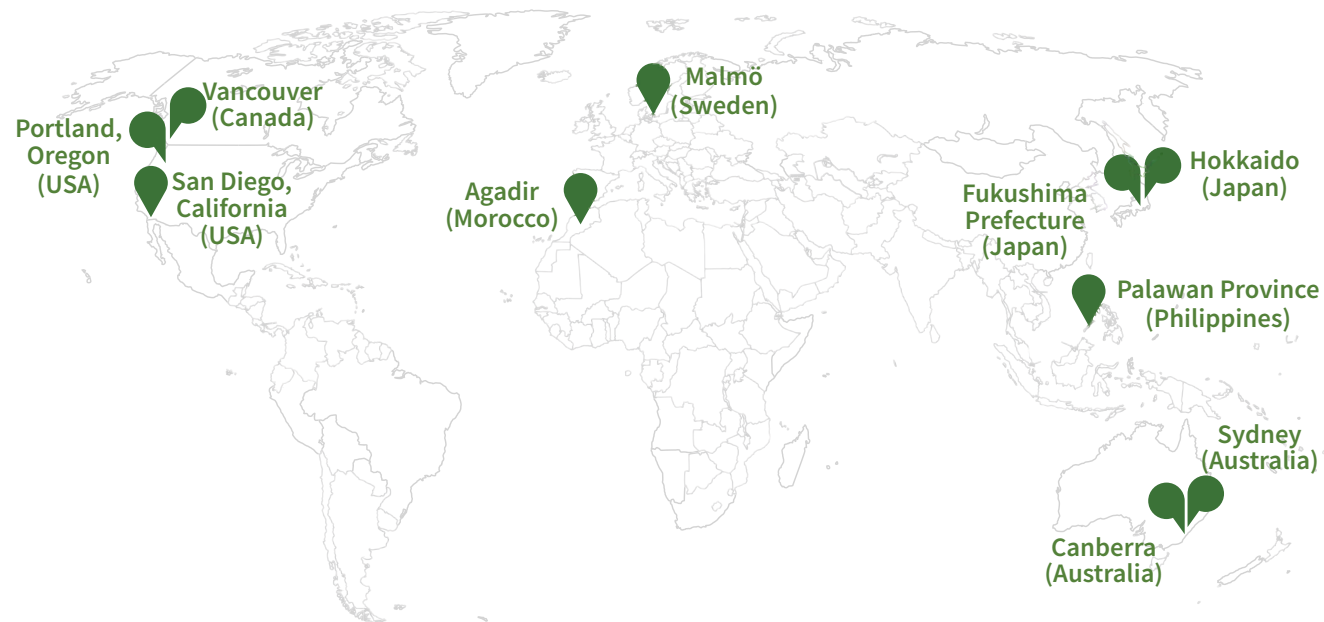 Vancouver
(Canada)
Portland,
Oregon
(USA)
San Diego,
California
(USA)
Malmö
(Sweden)
Agadir
(Morocco)
Fukushima
Prefecture
(Japan)
Hokkaido
(Japan)
Palawan Province
(Philippines)
Sydney
(Australia)
Canberra
(Australia)